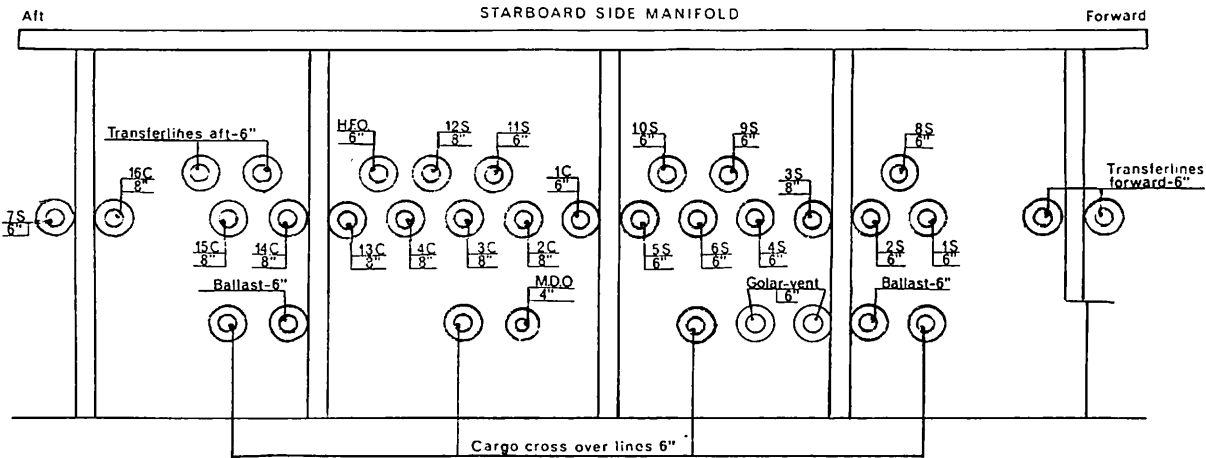 Aft
STARBOARD SIDE MANIFOLD
Forward
Transferlines aft-6"
H.F.O.
6"
12S
8"
11S
6"
10S
6"
9S
6"
8S
6"
16C
8"
1C
6"
3S
8"
Transferlines
forward-6"
7S
6"
15C
8"
14C
8"
13C
8"
4C
8"
3C
8"
2C
8"
5S
6"
6S
6"
4S
6"
2S
6"
1S
6"
Ballast-6"
M.D.O
4"
Golar-vent
6"
Ballast-6"
Cargo cross over lines 6"